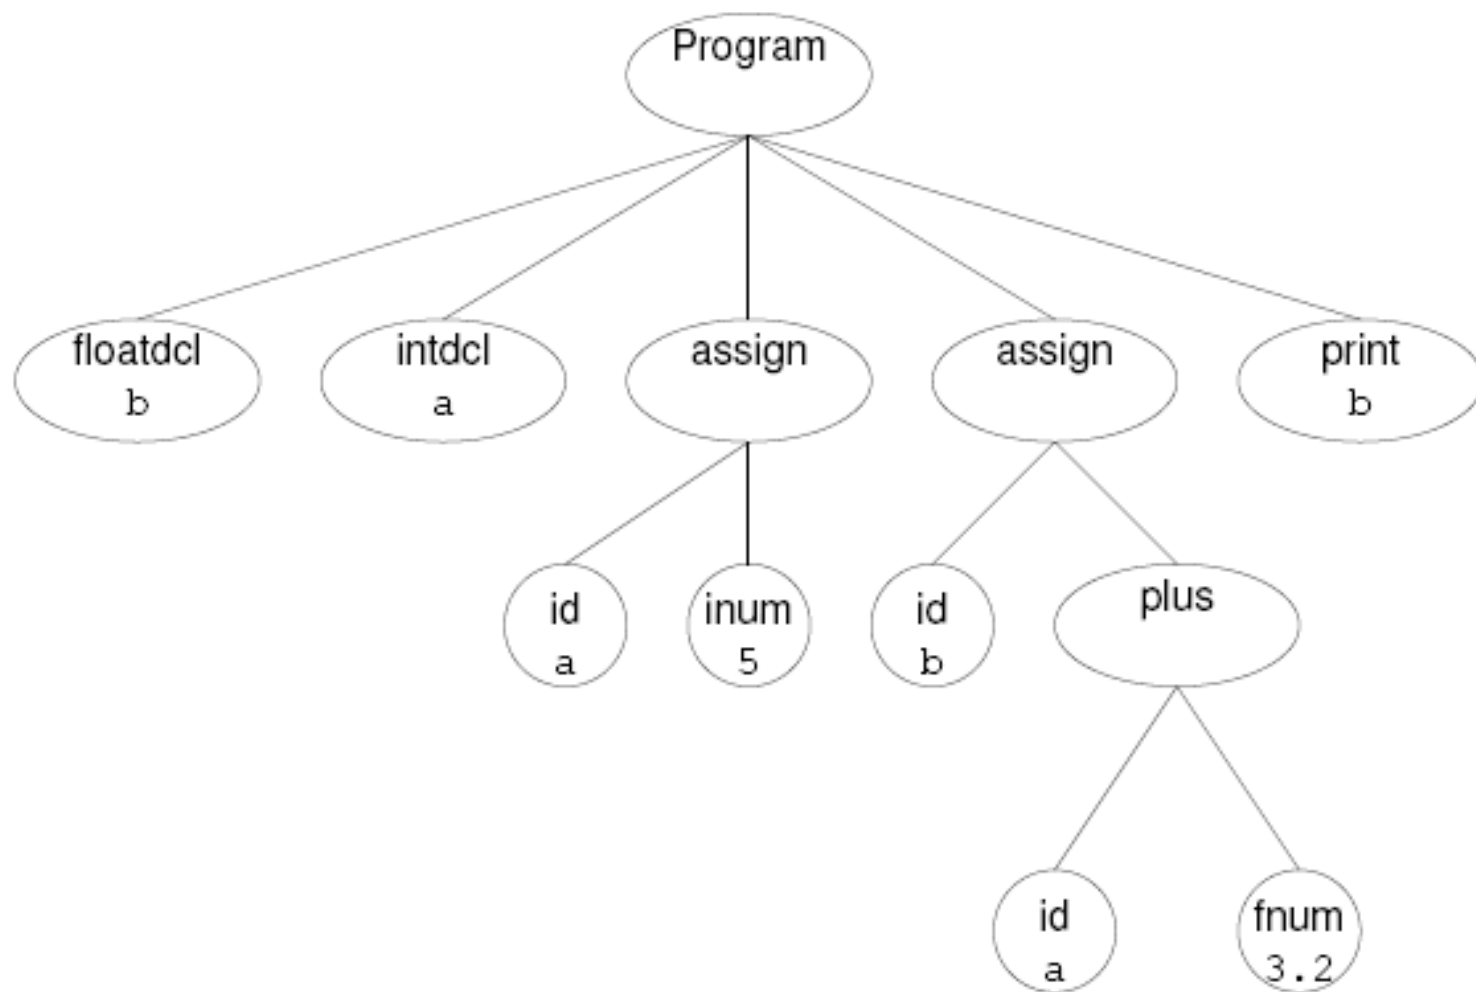 Program
floatdcl
b
intdcl
a
assign
assign
print
b
id
a
inum
5
id
b
plus
id
a
fnum
3.2